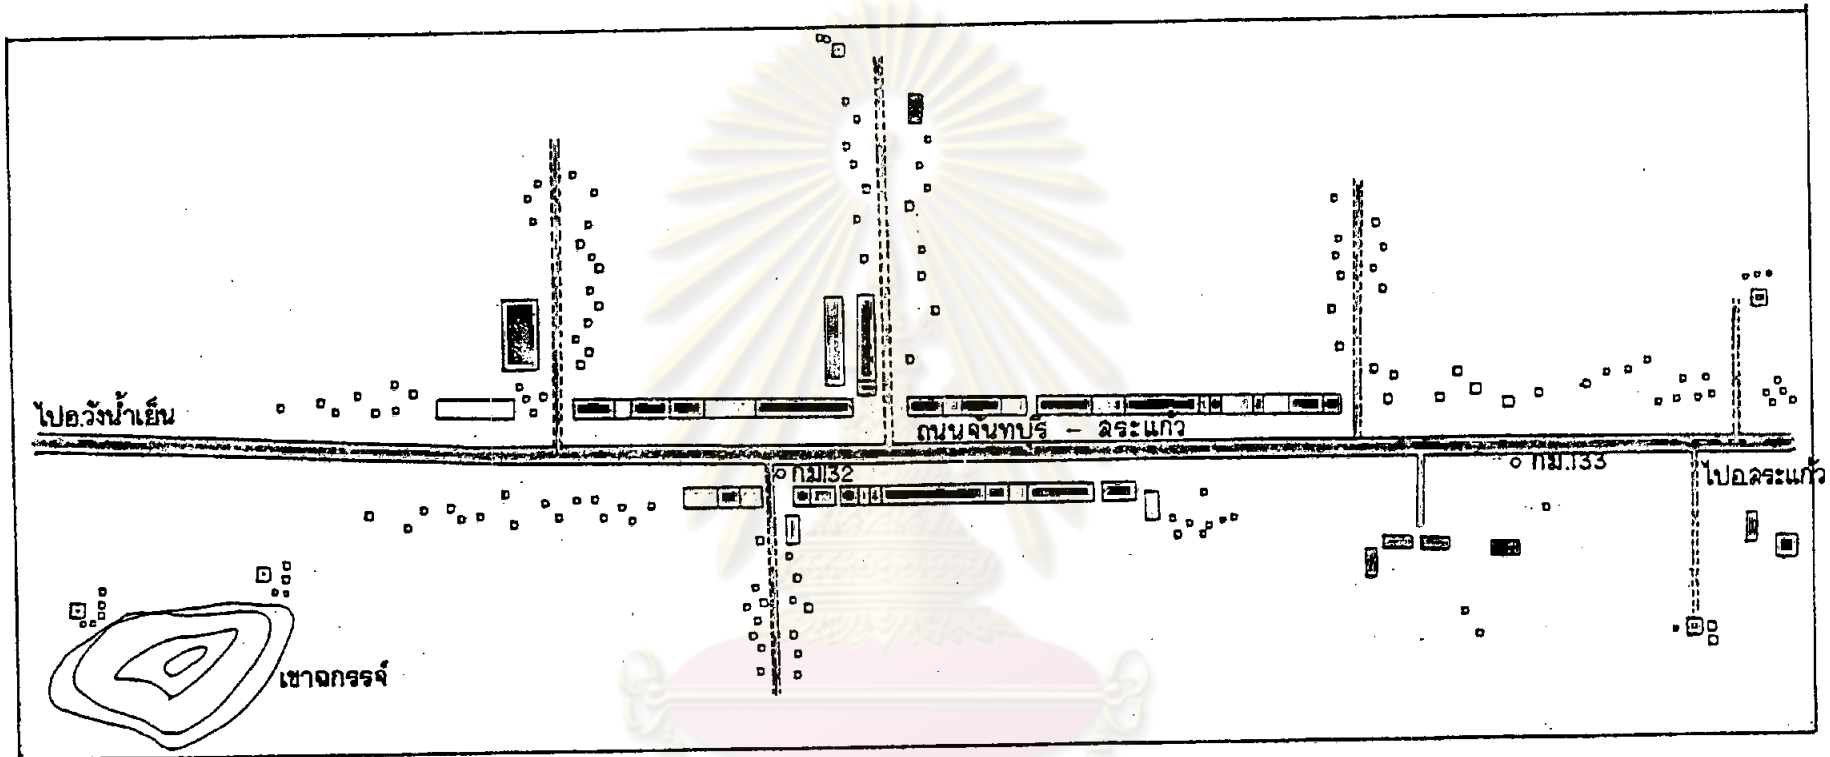 ไปอ.วังน้ำเย็น
ถนนจันทบุรี - สระแก้ว
กม.132
กม.133
ไปอ.สระแก้ว
เขาฉกรรจ์